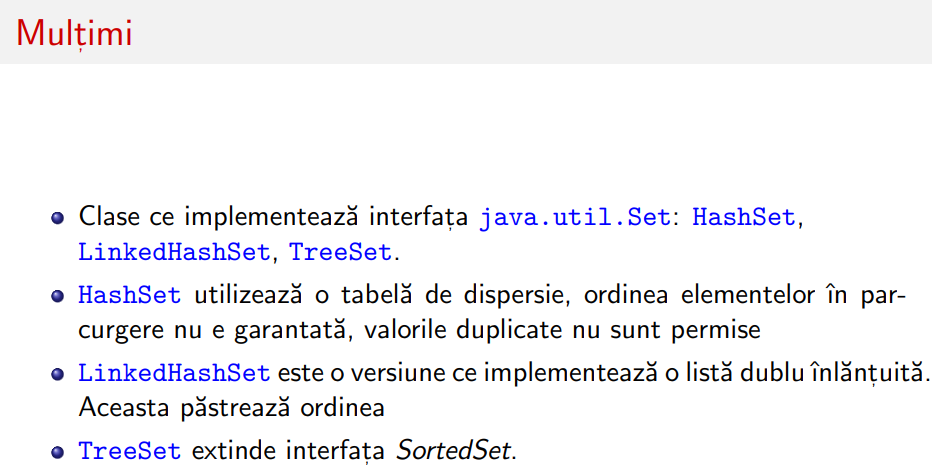 Mulțimi
Clase ce implementează interfața java.util.Set: HashSet,
LinkedHashSet, TreeSet.
HashSet utilizează o tabelă de dispersie, ordinea elementelor în par-
curgere nu e garantată, valorile duplicate nu sunt permise
LinkedHashSet este o versiune ce implementează o listă dublu înlănțuită.
Aceasta păstrează ordinea
TreeSet extinde interfața SortedSet.